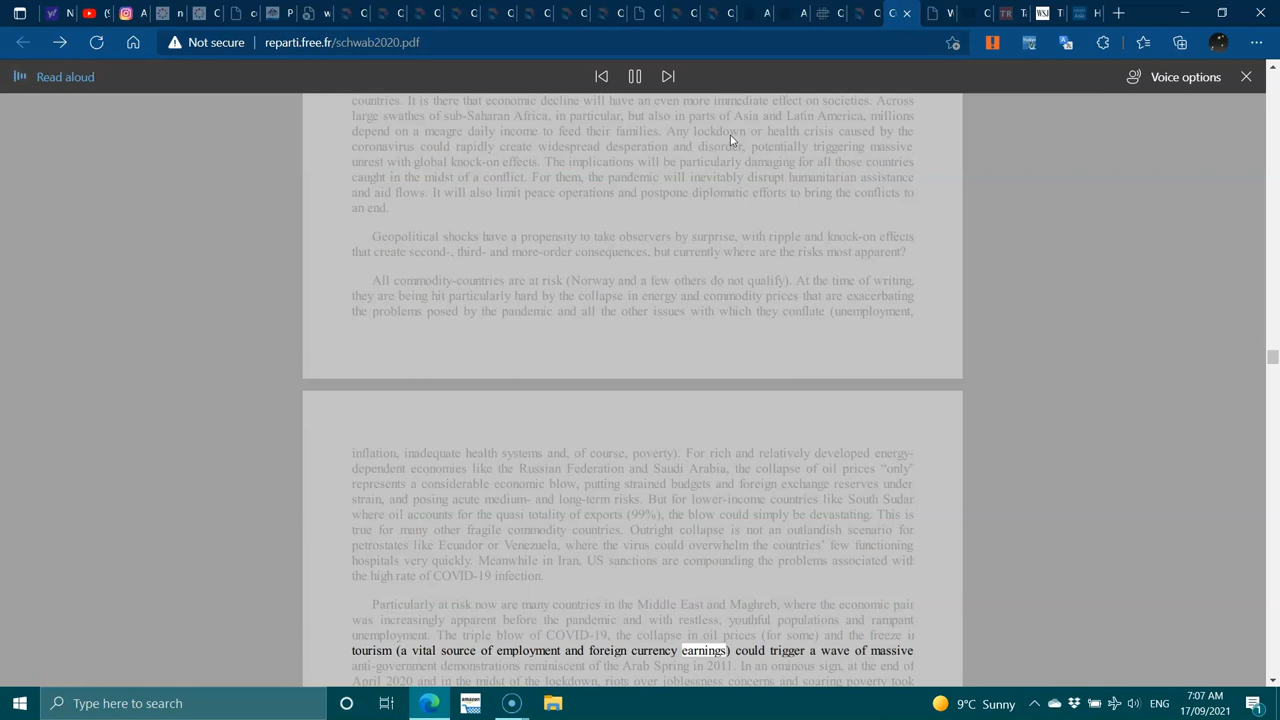 Not secure
reparti.free.fr/schwab2020.pdf
Read aloud
Voice options
countries. It is there that economic decline will have an even more immediate effect on societies. Across
large swathes of sub-Saharan Africa, in particular, but also in parts of Asia and Latin America, millions
depend on a meagre daily income to feed their families. Any lockdown or health crisis caused by the
coronavirus could rapidly create widespread desperation and disorder, potentially triggering massive
unrest with global knock-on effects. The implications will be particularly damaging for all those countries
caught in the midst of a conflict. For them, the pandemic will inevitably disrupt humanitarian assistance
and aid flows. It will also limit peace operations and postpone diplomatic efforts to bring the conflicts to
an end.
Geopolitical shocks have a propensity to take observers by surprise, with ripple and knock-on effects
that create second-, third- and more-order consequences, but currently where are the risks most apparent?
All commodity-countries are at risk (Norway and a few others do not qualify). At the time of writing,
they are being hit particularly hard by the collapse in energy and commodity prices that are exacerbating
the problems posed by the pandemic and all the other issues with which they conflate (unemployment,
inflation, inadequate health systems and, of course, poverty). For rich and relatively developed energy-
dependent economies like the Russian Federation and Saudi Arabia, the collapse of oil prices “only”
represents a considerable economic blow, putting strained budgets and foreign exchange reserves under
strain, and posing acute medium- and long-term risks. But for lower-income countries like South Sudan
where oil accounts for the quasi totality of exports (99%), the blow could simply be devastating. This is
true for many other fragile commodity countries. Outright collapse is not an outlandish scenario for
petrostates like Ecuador or Venezuela, where the virus could overwhelm the countries’ few functioning
hospitals very quickly. Meanwhile in Iran, US sanctions are compounding the problems associated with
the high rate of COVID-19 infection.
Particularly at risk now are many countries in the Middle East and Maghreb, where the economic pain
was increasingly apparent before the pandemic and with restless, youthful populations and rampant
unemployment. The triple blow of COVID-19, the collapse in oil prices (for some) and the freeze in
tourism (a vital source of employment and foreign currency earnings) could trigger a wave of massive
anti-government demonstrations reminiscent of the Arab Spring in 2011. In an ominous sign, at the end of
April 2020 and in the midst of the lockdown, riots over joblessness concerns and soaring poverty took
Type here to search
amazon
9°C Sunny
ENG
7:07 AM
17/09/2021